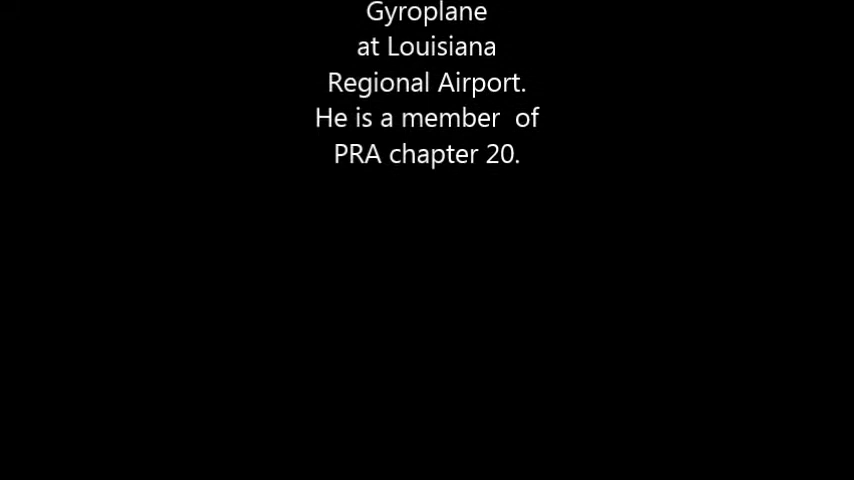 Gyroplane
at Louisiana
Regional Airport.
He is a member  of
PRA chapter 20.